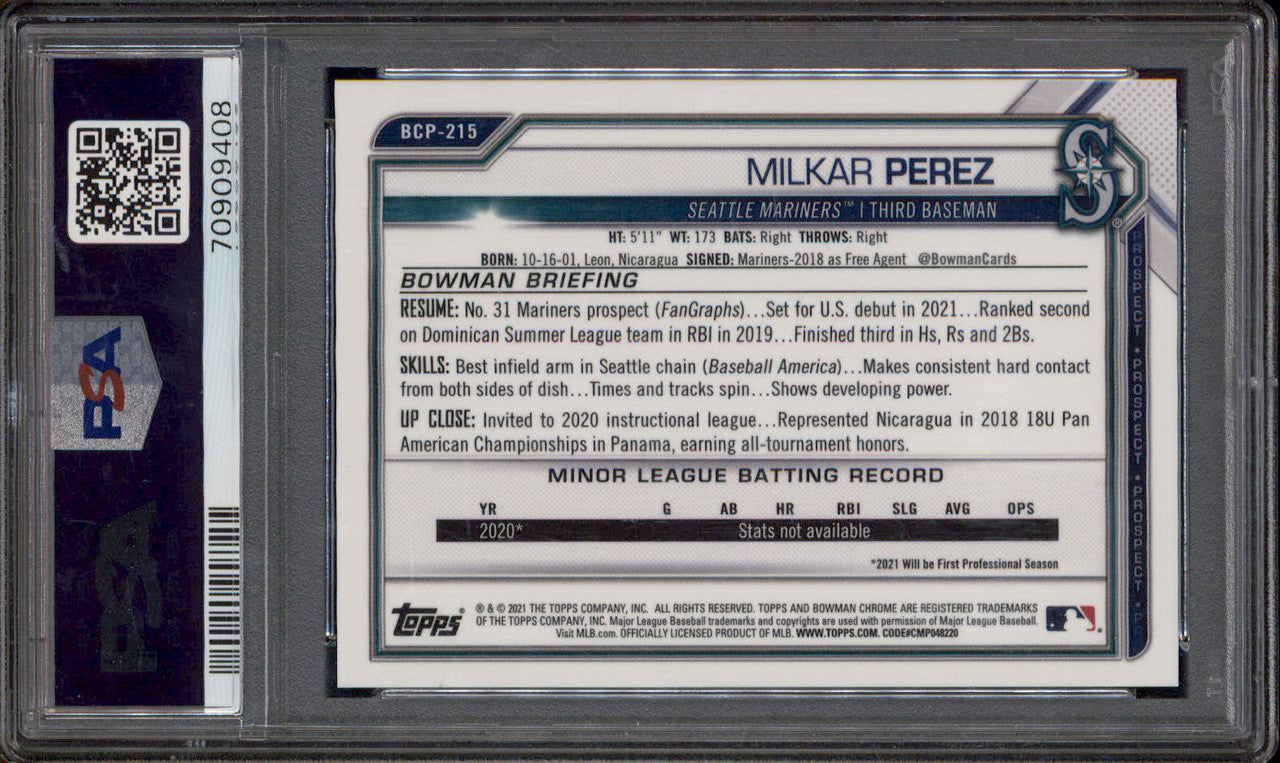 70909408
PSA
BCP-215
MILKAR PEREZ
SEATTLE MARINERS™ | THIRD BASEMAN
HT: 5'11" WT: 173 BATS: Right THROWS: Right
BORN: 10-16-01, Leon, Nicaragua SIGNED: Mariners-2018 as Free Agent @BowmanCards
BOWMAN BRIEFING
RESUME: No. 31 Mariners prospect (FanGraphs)...Set for U.S. debut in 2021...Ranked second
on Dominican Summer League team in RBI in 2019...Finished third in Hs, Rs and 2Bs.
SKILLS: Best infield arm in Seattle chain (Baseball America)...Makes consistent hard contact
from both sides of dish...Times and tracks spin...Shows developing power.
UP CLOSE: Invited to 2020 instructional league...Represented Nicaragua in 2018 18U Pan
American Championships in Panama, earning all-tournament honors.
MINOR LEAGUE BATTING RECORD
YR G AB HR RBI SLG AVG OPS
2020* Stats not available
*2021 Will be First Professional Season
Topps® ® & © 2021 THE TOPPS COMPANY, INC. ALL RIGHTS RESERVED. TOPPS AND BOWMAN CHROME ARE REGISTERED TRADEMARKS
OF THE TOPPS COMPANY, INC. Major League Baseball trademarks and copyrights are used with permission of Major League Baseball.
Visit MLB.com. OFFICIALLY LICENSED PRODUCT OF MLB. WWW.TOPPS.COM. CODE#CMP048220
PROSPECT • PROSPECT • PROSPECT • PR